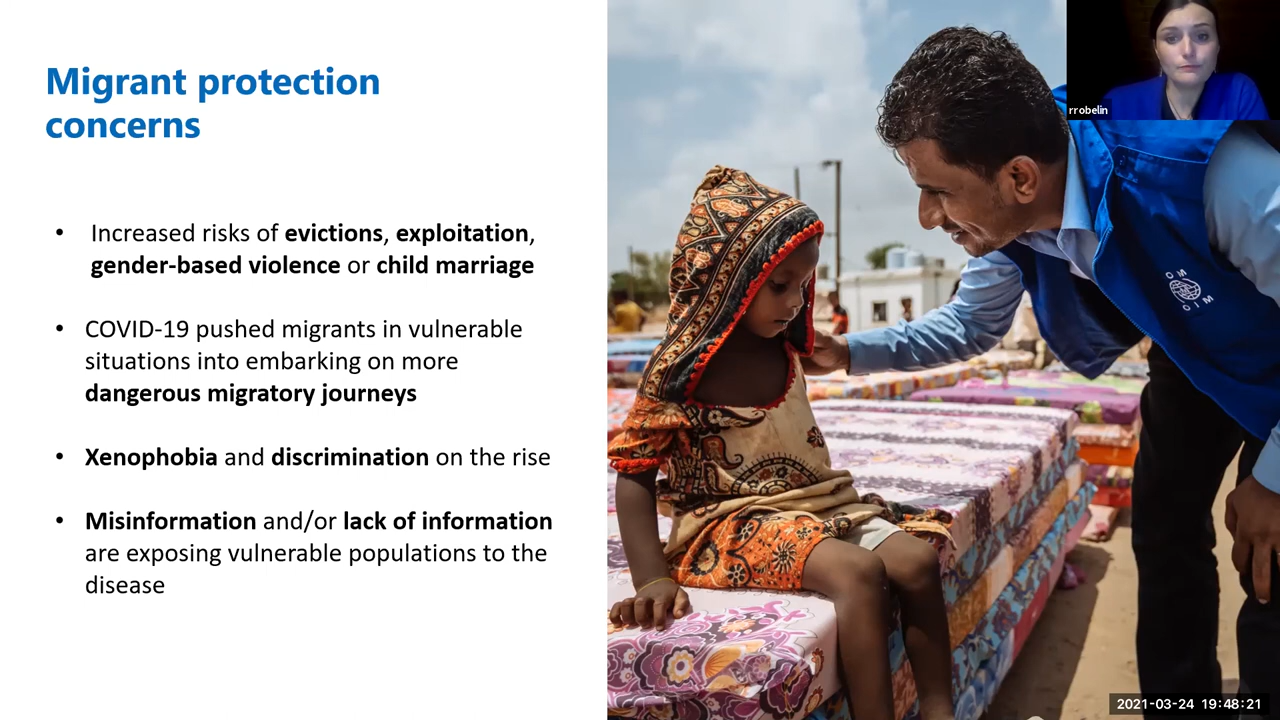 Migrant protection
concerns
• Increased risks of evictions, exploitation,
gender-based violence or child marriage
• COVID-19 pushed migrants in vulnerable
situations into embarking on more
dangerous migratory journeys
• Xenophobia and discrimination on the rise
• Misinformation and/or lack of information
are exposing vulnerable populations to the
disease
rrobelin
OM
OIM
2021-03-24 19:48:21